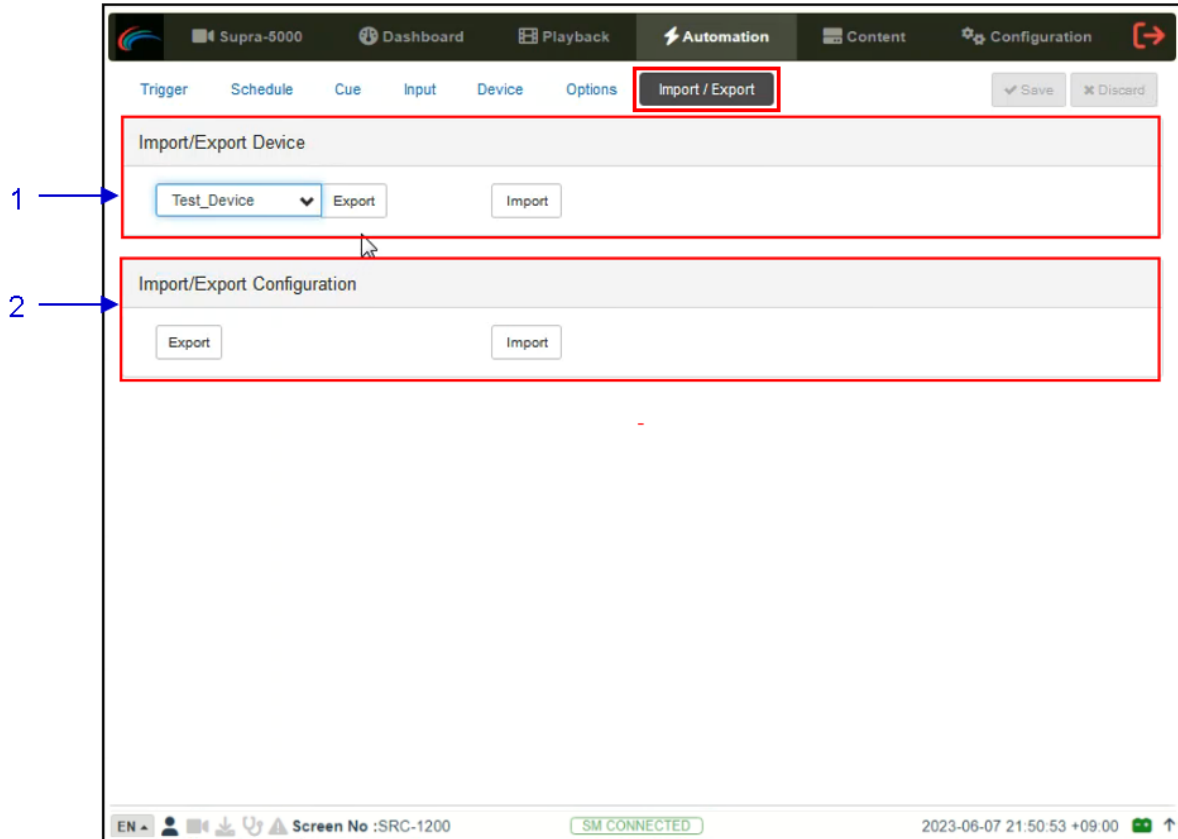 Supra-5000 Dashboard Playback Automation Content Configuration
Trigger Schedule Cue Input Device Options Import / Export Save Discard
Import/Export Device
1 Test_Device Export Import
Import/Export Configuration
2
Export Import
EN Screen No :SRC-1200 SM CONNECTED 2023-06-07 21:50:53 +09:00